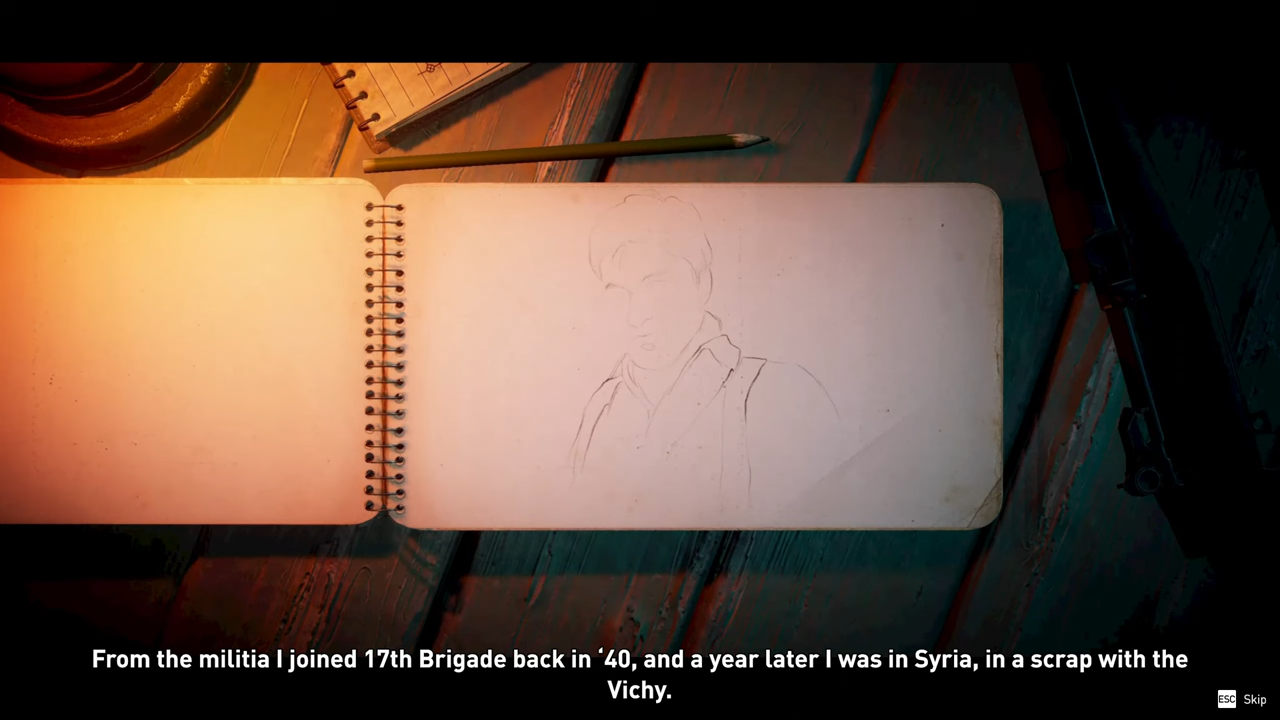 From the militia I joined 17th Brigade back in ‘40, and a year later I was in Syria, in a scrap with the
Vichy.
ESC Skip